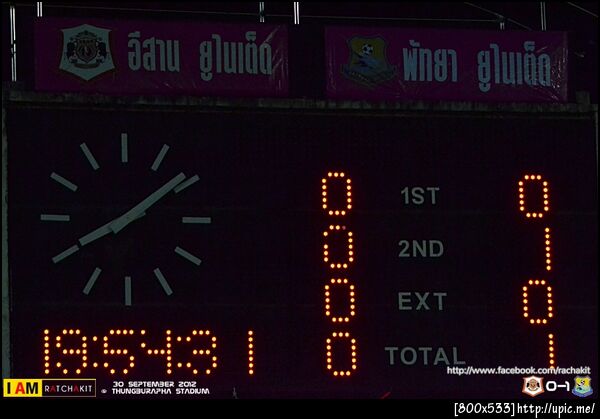 อีสาน ยูไนเต็ด
พัทยา ยูไนเต็ด
0 1ST 0
0 2ND 1
0 EXT 0
0 TOTAL 1
19:54:31
http://www.facebook.com/rachakit
I AM RATCHAKIT
30 SEPTEMBER 2012
@ THUNGBURAPHA STADIUM
0-1
[800x533]http://upic.me/